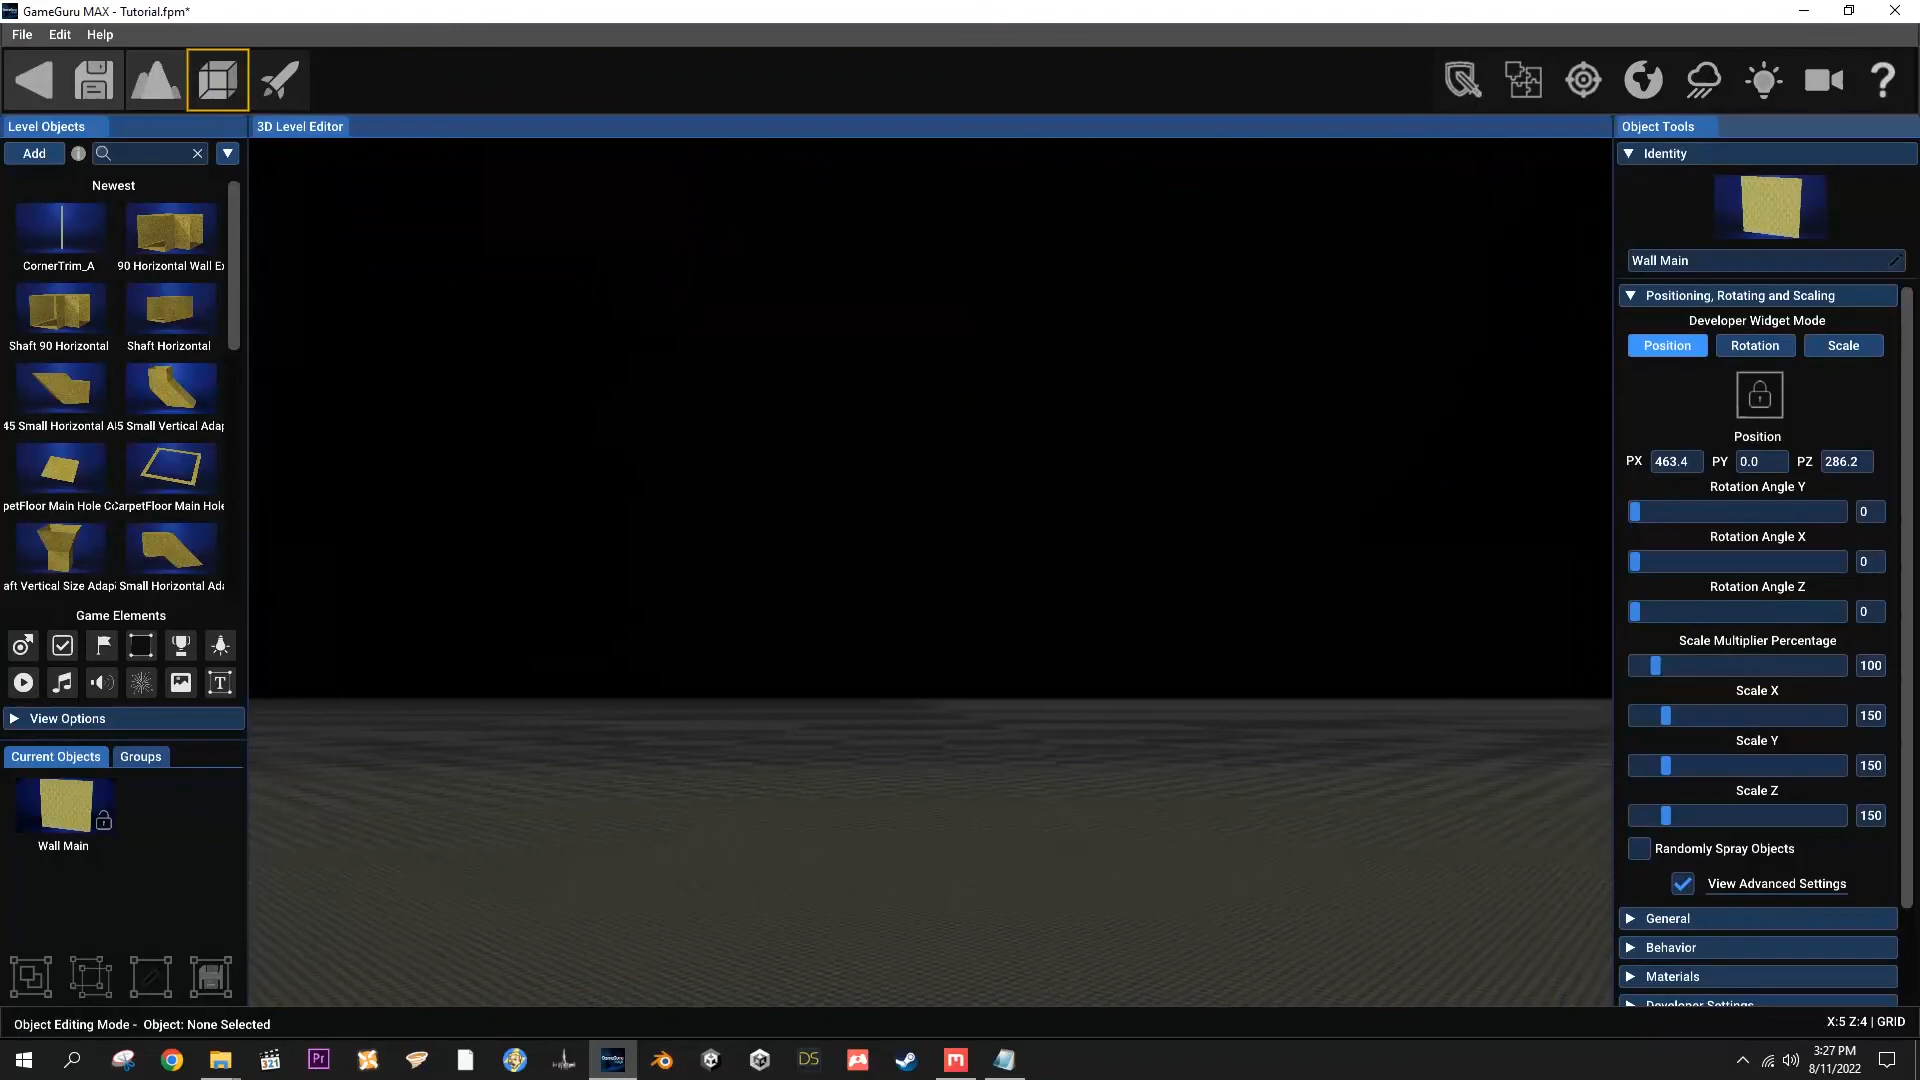 GameGuru MAX - Tutorial.fpm*
File Edit Help
Level Objects
3D Level Editor
Object Tools
Add
Identity
Newest
CornerTrim_A
90 Horizontal Wall E
Wall Main
Shaft 90 Horizontal
Shaft Horizontal
Positioning, Rotating and Scaling
Developer Widget Mode
Position Rotation Scale
45 Small Horizontal A
5 Small Vertical Adap
Position
PX 463.4 PY 0.0 PZ 286.2
Rotation Angle Y
0
petFloor Main Hole C
CarpetFloor Main Hole
Rotation Angle X
0
aft Vertical Size Adap
Small Horizontal Ada
Rotation Angle Z
0
Game Elements
Scale Multiplier Percentage
100
Scale X
150
View Options
Scale Y
150
Current Objects Groups
Scale Z
150
Wall Main
Randomly Spray Objects
View Advanced Settings
General
Behavior
Materials
Developer Settings
Object Editing Mode - Object: None Selected
X:5 Z:4 | GRID
321
Pr
DS
3:27 PM
8/11/2022